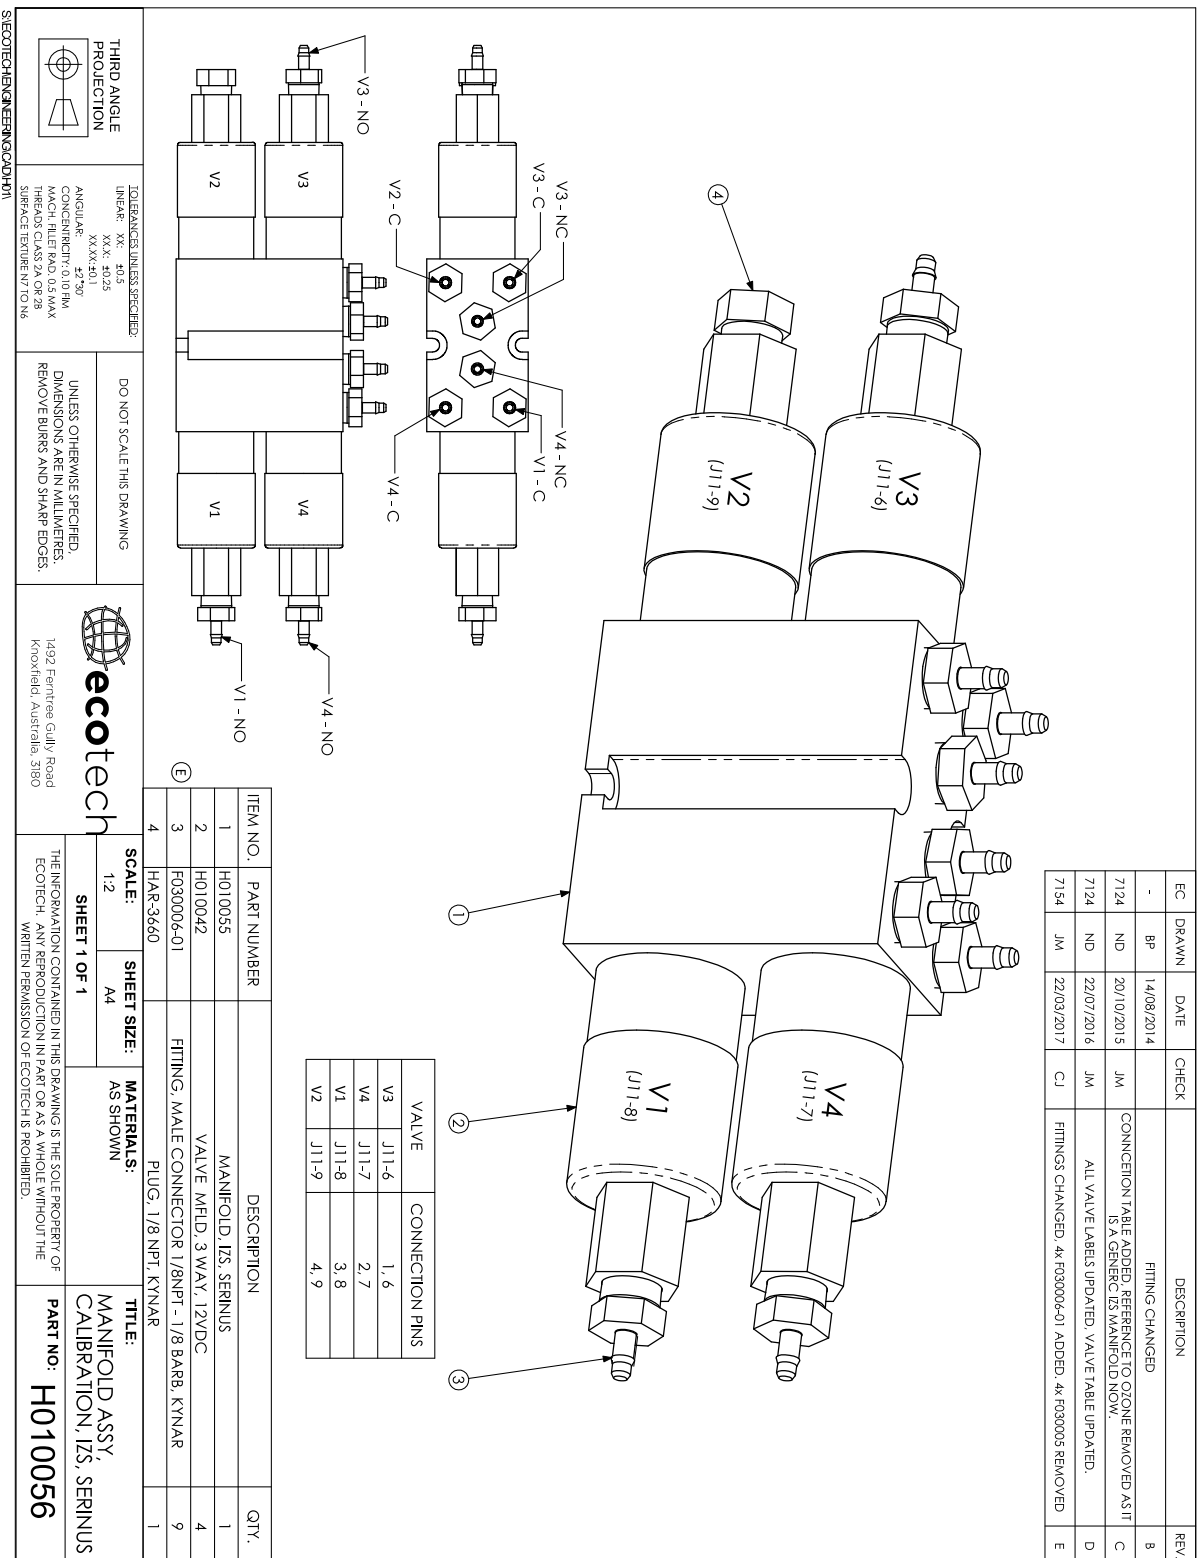 EC DRAWN DATE CHECK DESCRIPTION REV.
- BP 14/08/2014 FITTING CHANGED B
7124 ND 20/10/2015 JM CONNCETION TABLE ADDED, REFERENCE TO OZONE REMOVED AS IT
IS A GENERC IZS MANIFOLD NOW. C
7124 ND 22/07/2016 JM ALL VALVE LABELS UPDATED, VALVE TABLE UPDATED. D
7154 JM 22/03/2017 CJ FITTINGS CHANGED, 4x F030006-01 ADDED. 4x F030005 REMOVED E
4
V3
(J11-6)
V2
(J11-9)
V4
(J11-7)
V1
(J11-8)
1
2
3
V3 - NC
V3 - C
V2 - C
V4 - NC
V1 - C
V4 - C
V3 - NO
V3
V2
V4
V1
V4 - NO
V1 - NO
VALVE CONNECTION PINS
V3 J11-6 1, 6
V4 J11-7 2, 7
V1 J11-8 3, 8
V2 J11-9 4, 9
ITEM NO. PART NUMBER DESCRIPTION QTY.
1 H010055 MANIFOLD, IZS, SERINUS 1
2 H010042 VALVE MFLD, 3 WAY, 12VDC 4
E 3 F030006-01 FITTING, MALE CONNECTOR 1/8NPT - 1/8 BARB, KYNAR 9
4 HAR-3660 PLUG, 1/8 NPT, KYNAR 1
THIRD ANGLE
PROJECTION
TOLERANCES UNLESS SPECIFIED:
LINEAR: XX: ±0.5
XX.X: ±0.25
XX.XX:±0.1
ANGULAR: ±2°30'
CONCENTRICITY: 0.10 FIM
MACH. FILLET RAD. 0.5 MAX
THREADS CLASS 2A OR 2B
SURFACE TEXTURE N7 TO N6
DO NOT SCALE THIS DRAWING
UNLESS OTHERWISE SPECIFIED,
DIMENSIONS ARE IN MILLIMETRES.
REMOVE BURRS AND SHARP EDGES.
ecotech
1492 Ferntree Gully Road
Knoxfield, Australia, 3180
SCALE:
1:2
SHEET SIZE:
A4
SHEET 1 OF 1
MATERIALS:
AS SHOWN
THE INFORMATION CONTAINED IN THIS DRAWING IS THE SOLE PROPERTY OF
ECOTECH. ANY REPRODUCTION IN PART OR AS A WHOLE WITHOUT THE
WRITTEN PERMISSION OF ECOTECH IS PROHIBITED.
TITLE:
MANIFOLD ASSY,
CALIBRATION, IZS, SERINUS
PART NO: H010056
S:\ECOTECH\ENGINEERING\CAD\H01\